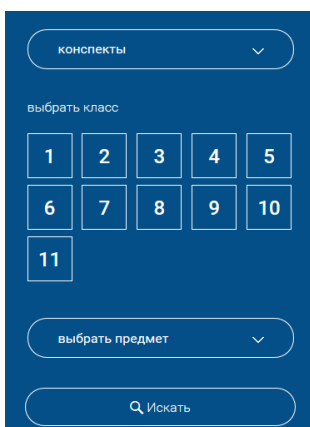 конспекты
выбрать класс
1 2 3 4 5
6 7 8 9 10
11
выбрать предмет
Искать